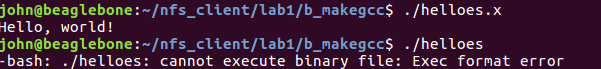 john@beaglebone:~/nfs_client/lab1/b_makegcc$ ./helloes.x
Hello, world!
john@beaglebone:~/nfs_client/lab1/b_makegcc$ ./helloes
-bash: ./helloes: cannot execute binary file: Exec format error